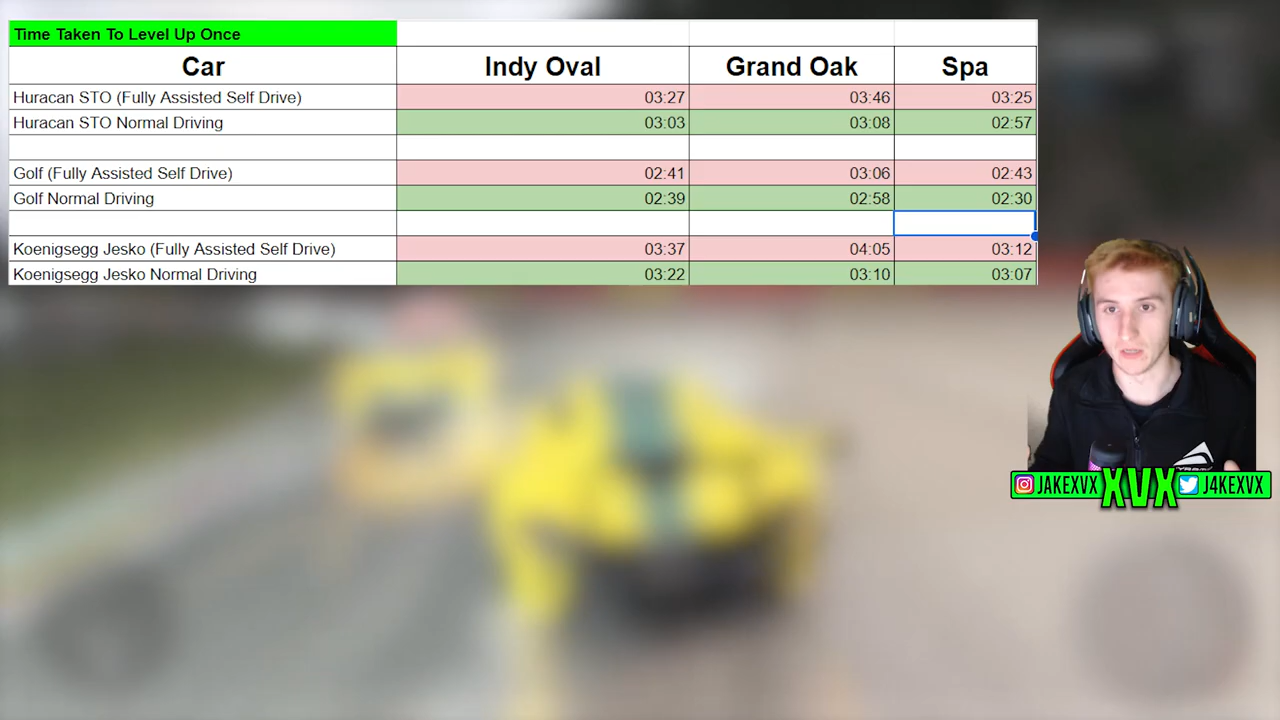 Time Taken To Level Up Once
Car Indy Oval Grand Oak Spa
Huracan STO (Fully Assisted Self Drive) 03:27 03:46 03:25
Huracan STO Normal Driving 03:03 03:08 02:57
Golf (Fully Assisted Self Drive) 02:41 03:06 02:43
Golf Normal Driving 02:39 02:58 02:30
Koenigsegg Jesko (Fully Assisted Self Drive) 03:37 04:05 03:12
Koenigsegg Jesko Normal Driving 03:22 03:10 03:07
JAKEXVX XVX J4KEXVX